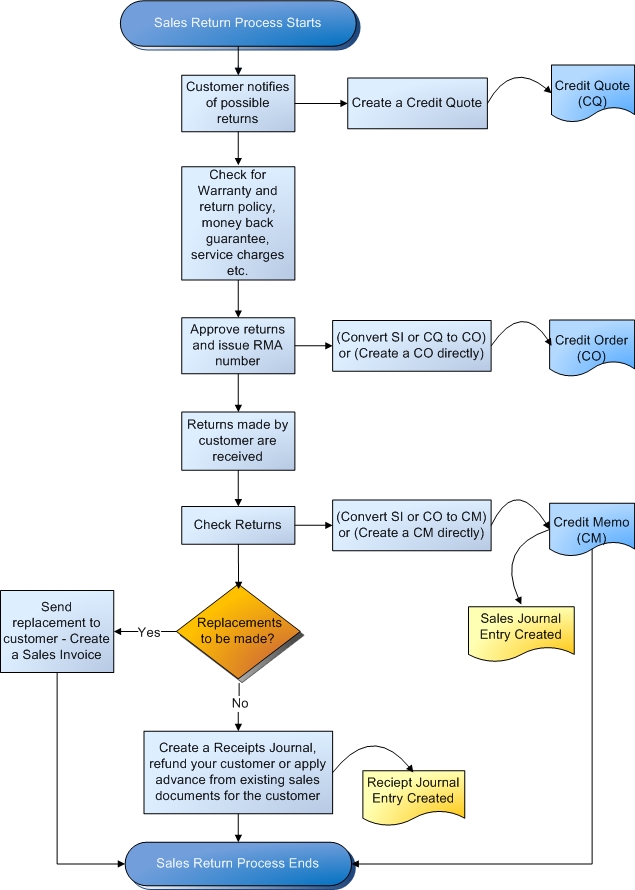 Sales Return Process Starts
Customer notifies
of possible
returns
Create a Credit Quote
Credit Quote
(CQ)
Check for
Warranty and
return policy,
money back
guarantee,
service charges
etc.
Approve returns
and issue RMA
number
(Convert SI or CQ to CO)
or (Create a CO directly)
Credit Order
(CO)
Returns made by
customer are
received
Check Returns
(Convert SI or CO to CM)
or (Create a CM directly)
Credit Memo
(CM)
Sales Journal
Entry Created
Replacements
to be made?
Yes
Send
replacement to
customer - Create
a Sales Invoice
No
Create a Receipts Journal,
refund your customer or apply
advance from existing sales
documents for the customer
Reciept Journal
Entry Created
Sales Return Process Ends